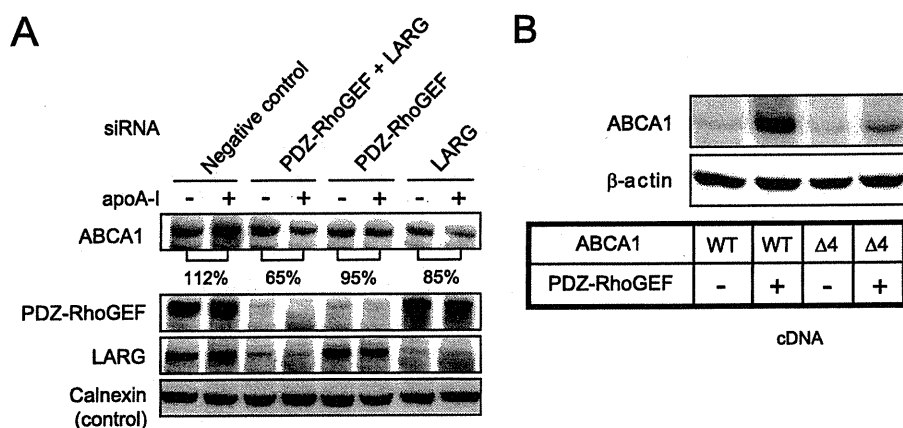 A
siRNA
Negative control
PDZ-RhoGEF + LARG
PDZ-RhoGEF
LARG
apoA-I - + - + - + - +
ABCA1
112% 65% 95% 85%
PDZ-RhoGEF
LARG
Calnexin
(control)
B
ABCA1
β-actin
ABCA1 WT WT Δ4 Δ4
PDZ-RhoGEF - + - +
cDNA